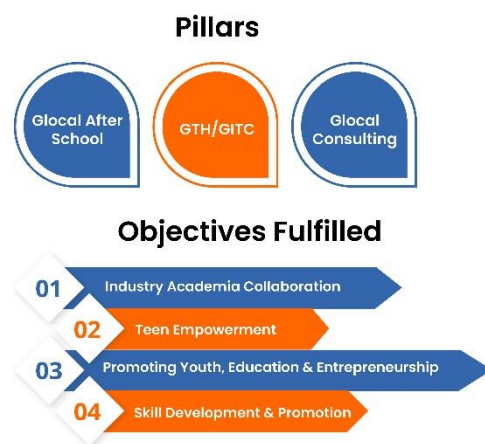 Pillars
Glocal After
School
GTH/GITC
Glocal
Consulting
Objectives Fulfilled
01
Industry Academia Collaboration
02
Teen Empowerment
03
Promoting Youth, Education & Entrepreneurship
04
Skill Development & Promotion